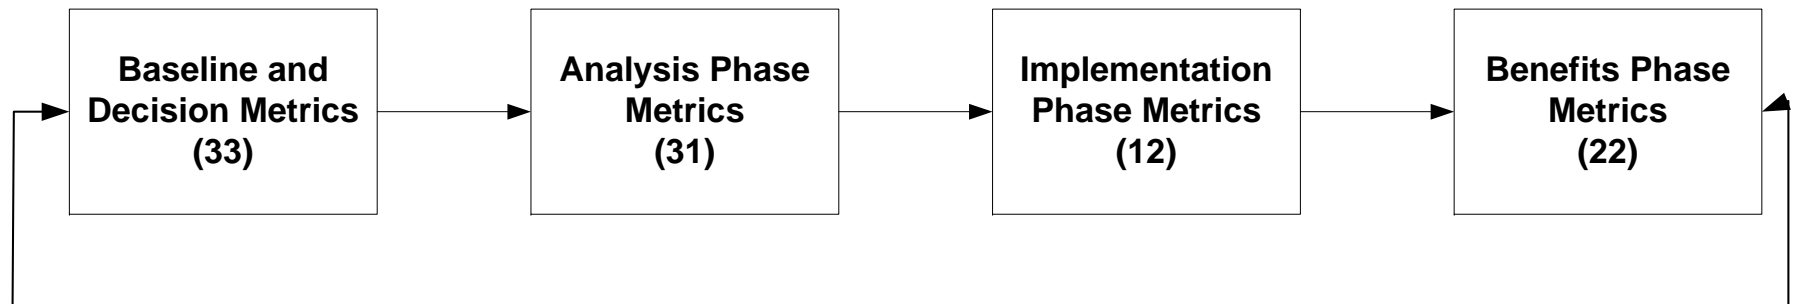 Baseline and
Decision Metrics
(33)
Analysis Phase
Metrics
(31)
Implementation
Phase Metrics
(12)
Benefits Phase
Metrics
(22)